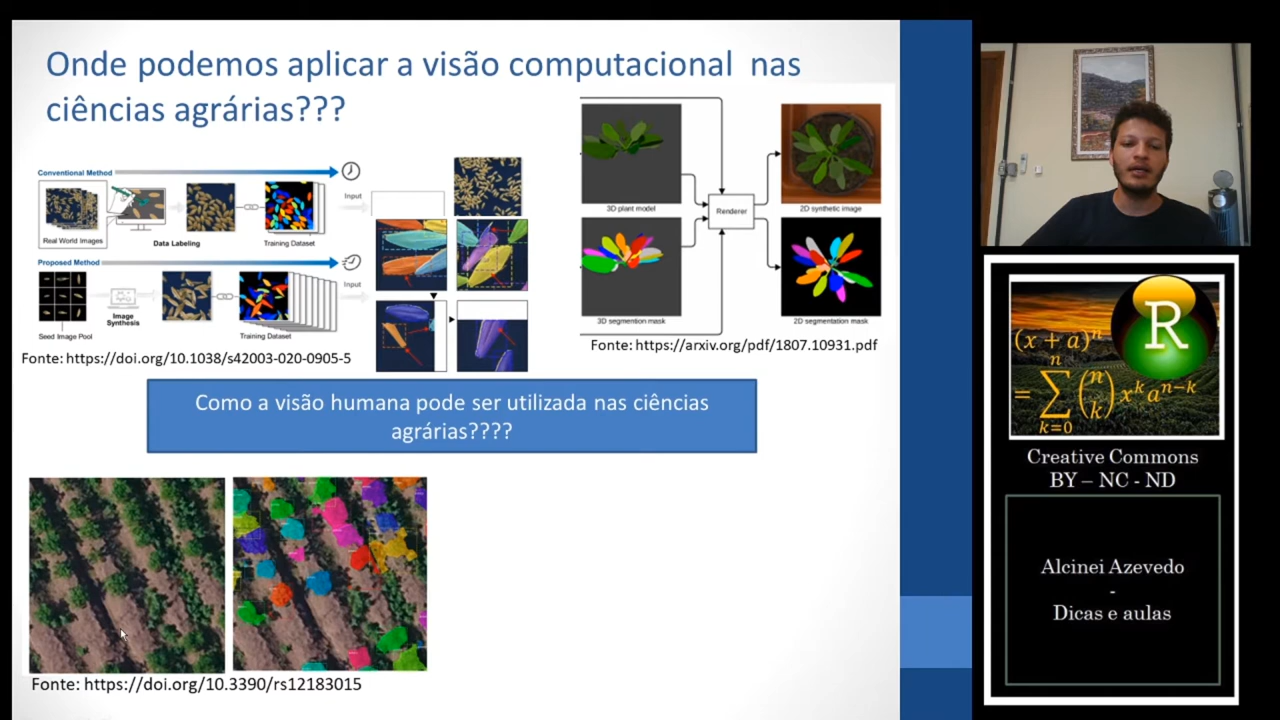 Onde podemos aplicar a visão computacional nas
ciências agrárias???
Conventional Method
Real World Images
Data Labeling
Training Dataset
Input
Proposed Method
Seed Image Pool
Image
Synthesis
Training Dataset
Input
Fonte: https://doi.org/10.1038/s42003-020-0905-5
3D plant model
Renderer
2D synthetic image
3D segmention mask
2D segmentation mask
Fonte: https://arxiv.org/pdf/1807.10931.pdf
Como a visão humana pode ser utilizada nas ciências
agrárias????
Fonte: https://doi.org/10.3390/rs12183015
R
(x + a)^n
= ∑_{k=0}^{n} (n k) x^k a^{n−k}
Creative Commons
BY – NC - ND
Alcinei Azevedo
-
Dicas e aulas